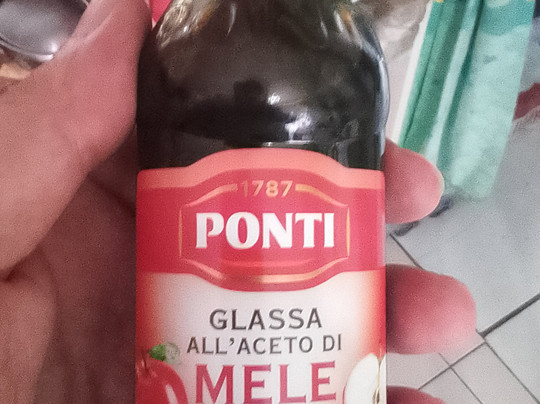 1787
PONTI
GLASSA
ALL'ACETO DI
MELE